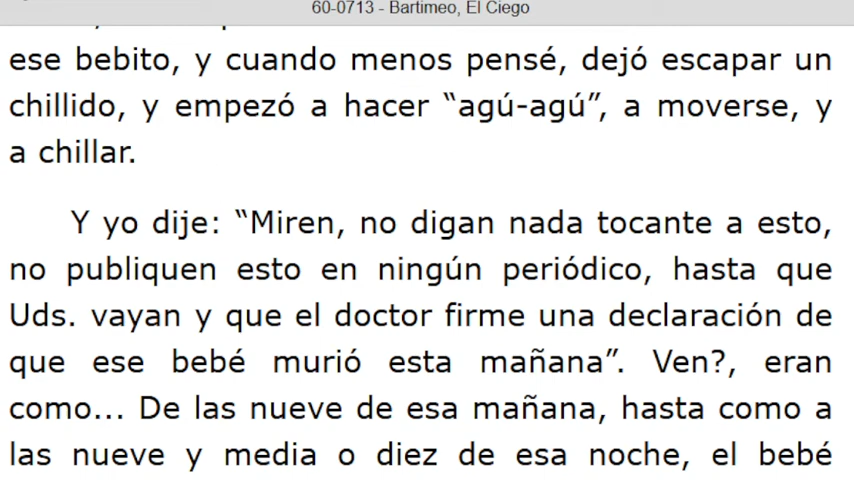 60-0713 - Bartimeo, El Ciego
ese bebito, y cuando menos pensé, dejó escapar un
chillido, y empezó a hacer “agú-agú”, a moverse, y
a chillar.
Y yo dije: “Miren, no digan nada tocante a esto,
no publiquen esto en ningún periódico, hasta que
Uds. vayan y que el doctor firme una declaración de
que ese bebé murió esta mañana”. Ven?, eran
como... De las nueve de esa mañana, hasta como a
las nueve y media o diez de esa noche, el bebé